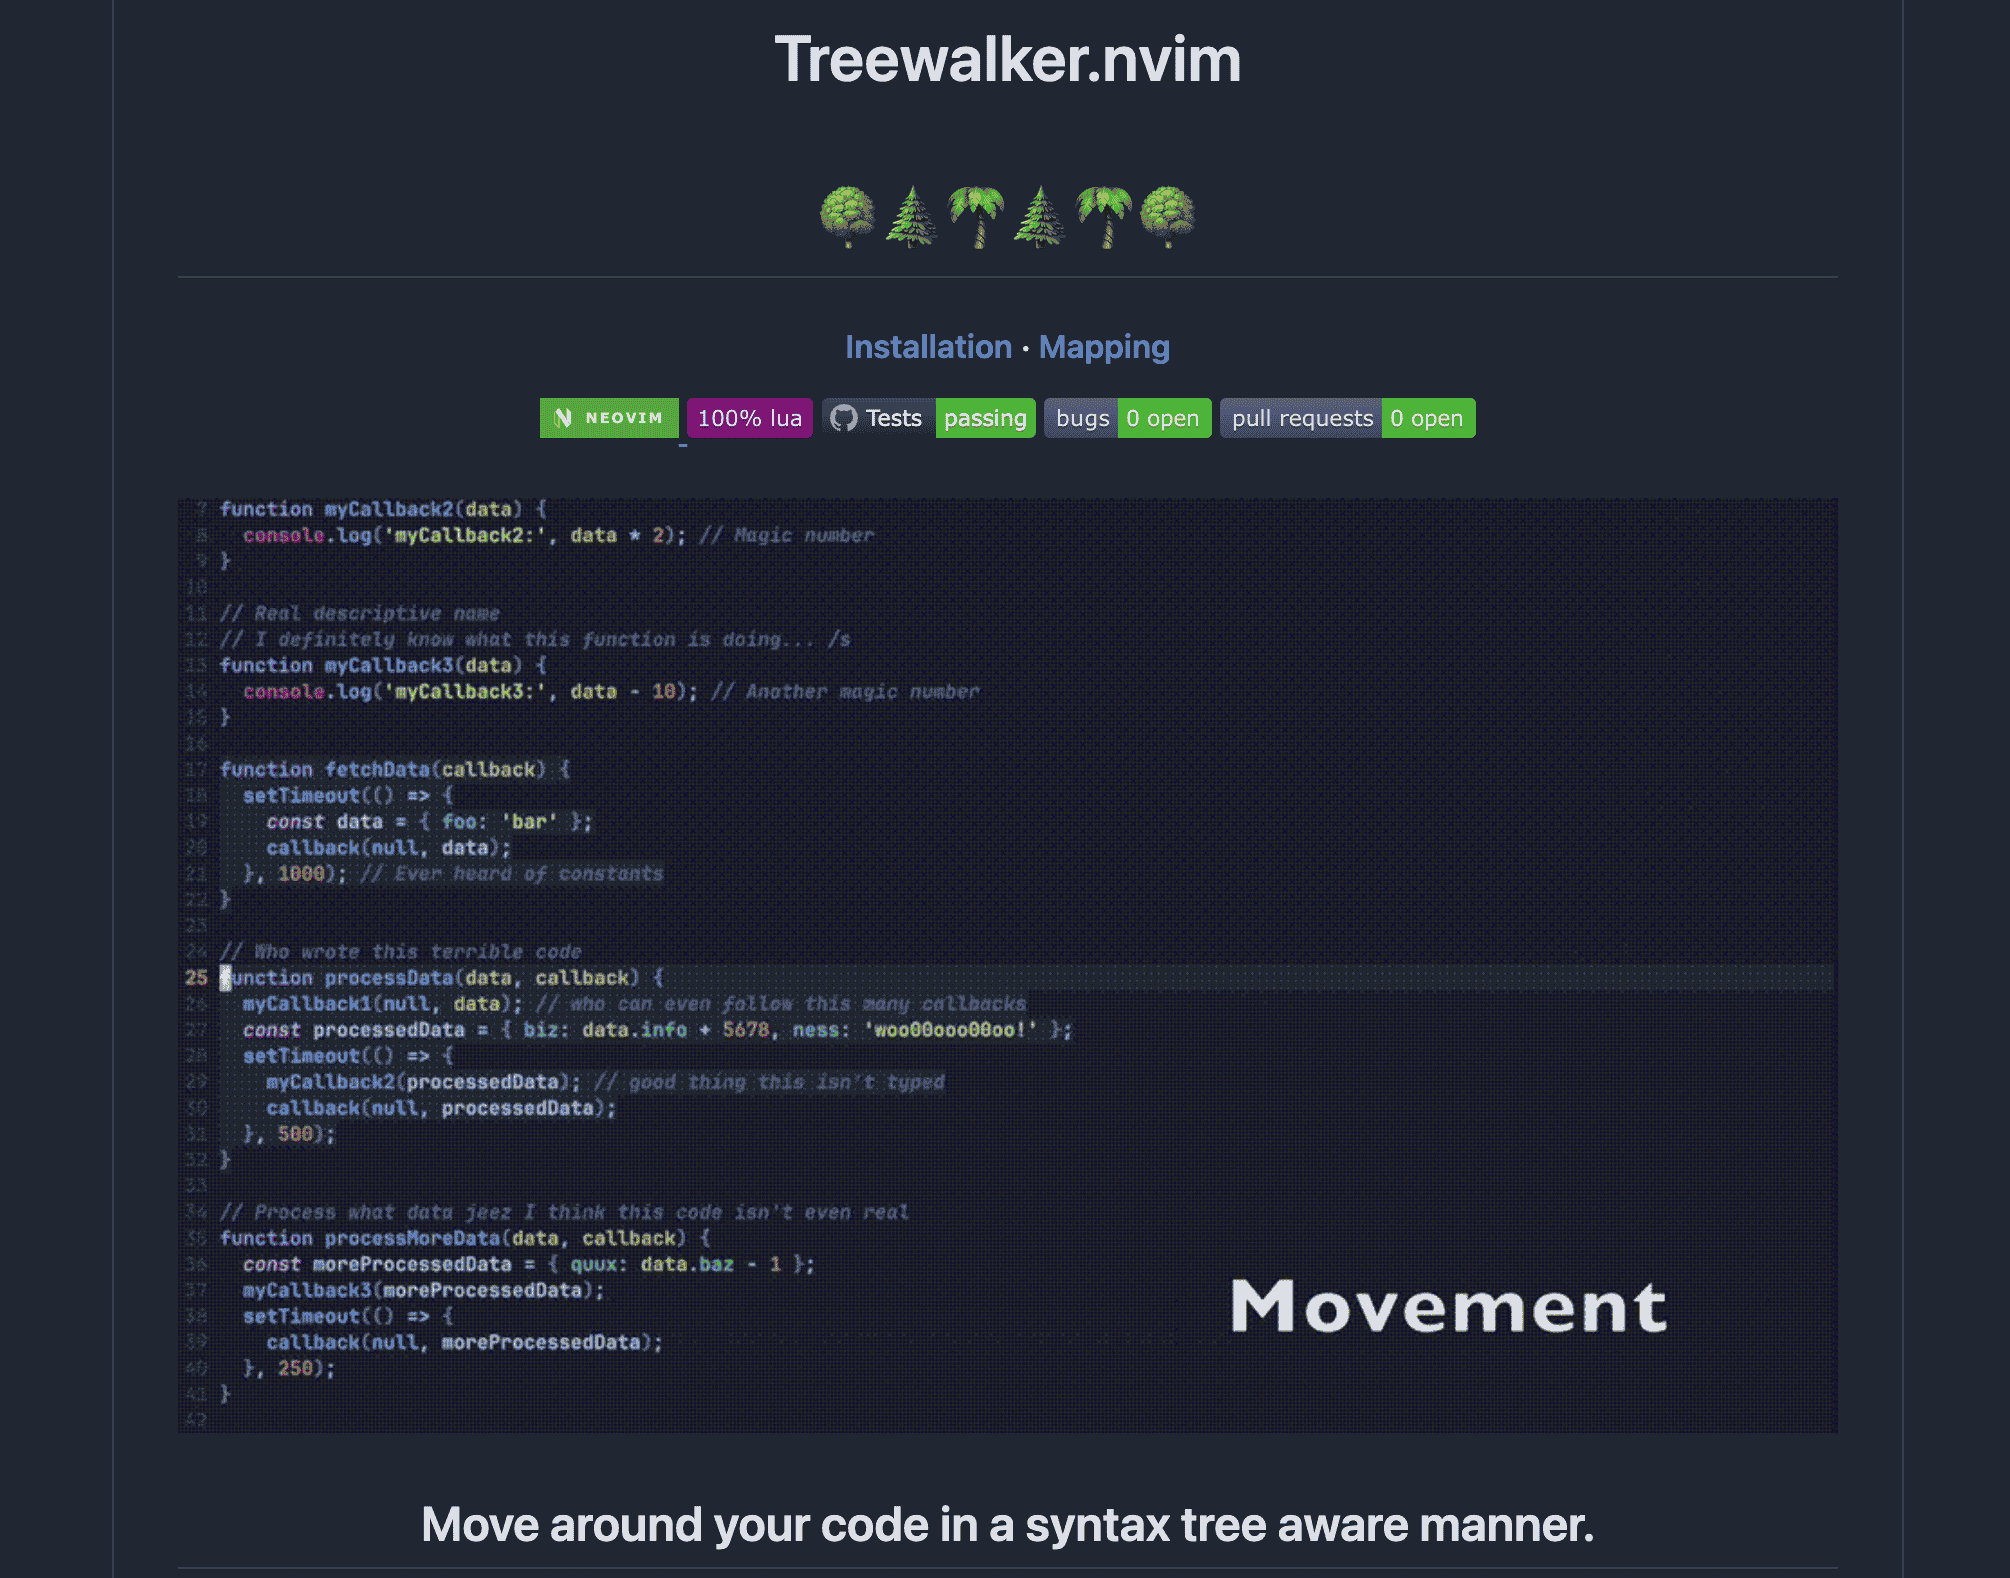 Treewalker.nvim
Installation · Mapping
NEOVIM 100% lua Tests passing bugs 0 open pull requests 0 open
7 function myCallback2(data) {
8 console.log('myCallback2:', data * 2); // Magic number
9 }
10
11 // Real descriptive name
12 // I definitely know what this function is doing... /s
13 function myCallback3(data) {
14 console.log('myCallback3:', data - 10); // Another magic number
15 }
16
17 function fetchData(callback) {
18 setTimeout(() => {
19 const data = { foo: 'bar' };
20 callback(null, data);
21 }, 1000); // Ever heard of constants
22 }
23
24 // Who wrote this terrible code
25 function processData(data, callback) {
26 myCallback1(null, data); // who can even follow this many callbacks
27 const processedData = { biz: data.info + 5678, ness: 'woo00ooo00oo!' };
28 setTimeout(() => {
29 myCallback2(processedData); // good thing this isn't typed
30 callback(null, processedData);
31 }, 500);
32 }
33
34 // Process what data jeez I think this code isn't even real
35 function processMoreData(data, callback) {
36 const moreProcessedData = { quux: data.baz - 1 };
37 myCallback3(moreProcessedData);
38 setTimeout(() => {
39 callback(null, moreProcessedData);
40 }, 250);
41 }
42
Movement
Move around your code in a syntax tree aware manner.